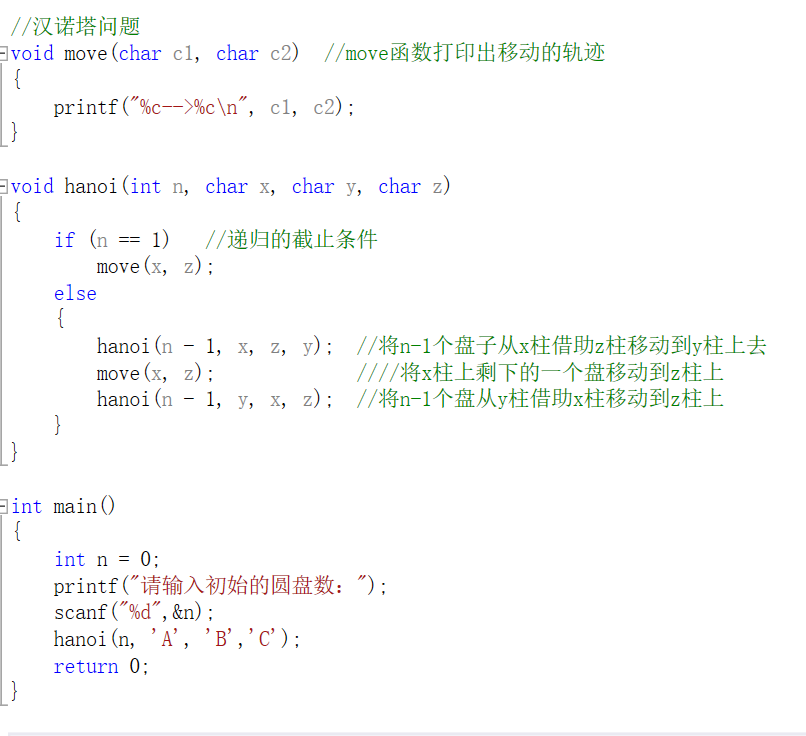 //汉诺塔问题
void move(char c1, char c2)  //move函数打印出移动的轨迹
{
    printf("%c-->%c\n", c1, c2);
}
void hanoi(int n, char x, char y, char z)
{
    if (n == 1)   //递归的截止条件
        move(x, z);
    else
    {
        hanoi(n - 1, x, z, y);  //将n-1个盘子从x柱借助z柱移动到y柱上去
        move(x, z);             ////将x柱上剩下的一个盘移动到z柱上
        hanoi(n - 1, y, x, z);  //将n-1个盘从y柱借助x柱移动到z柱上
    }
}
int main()
{
    int n = 0;
    printf("请输入初始的圆盘数：");
    scanf("%d",&n);
    hanoi(n, 'A', 'B','C');
    return 0;
}